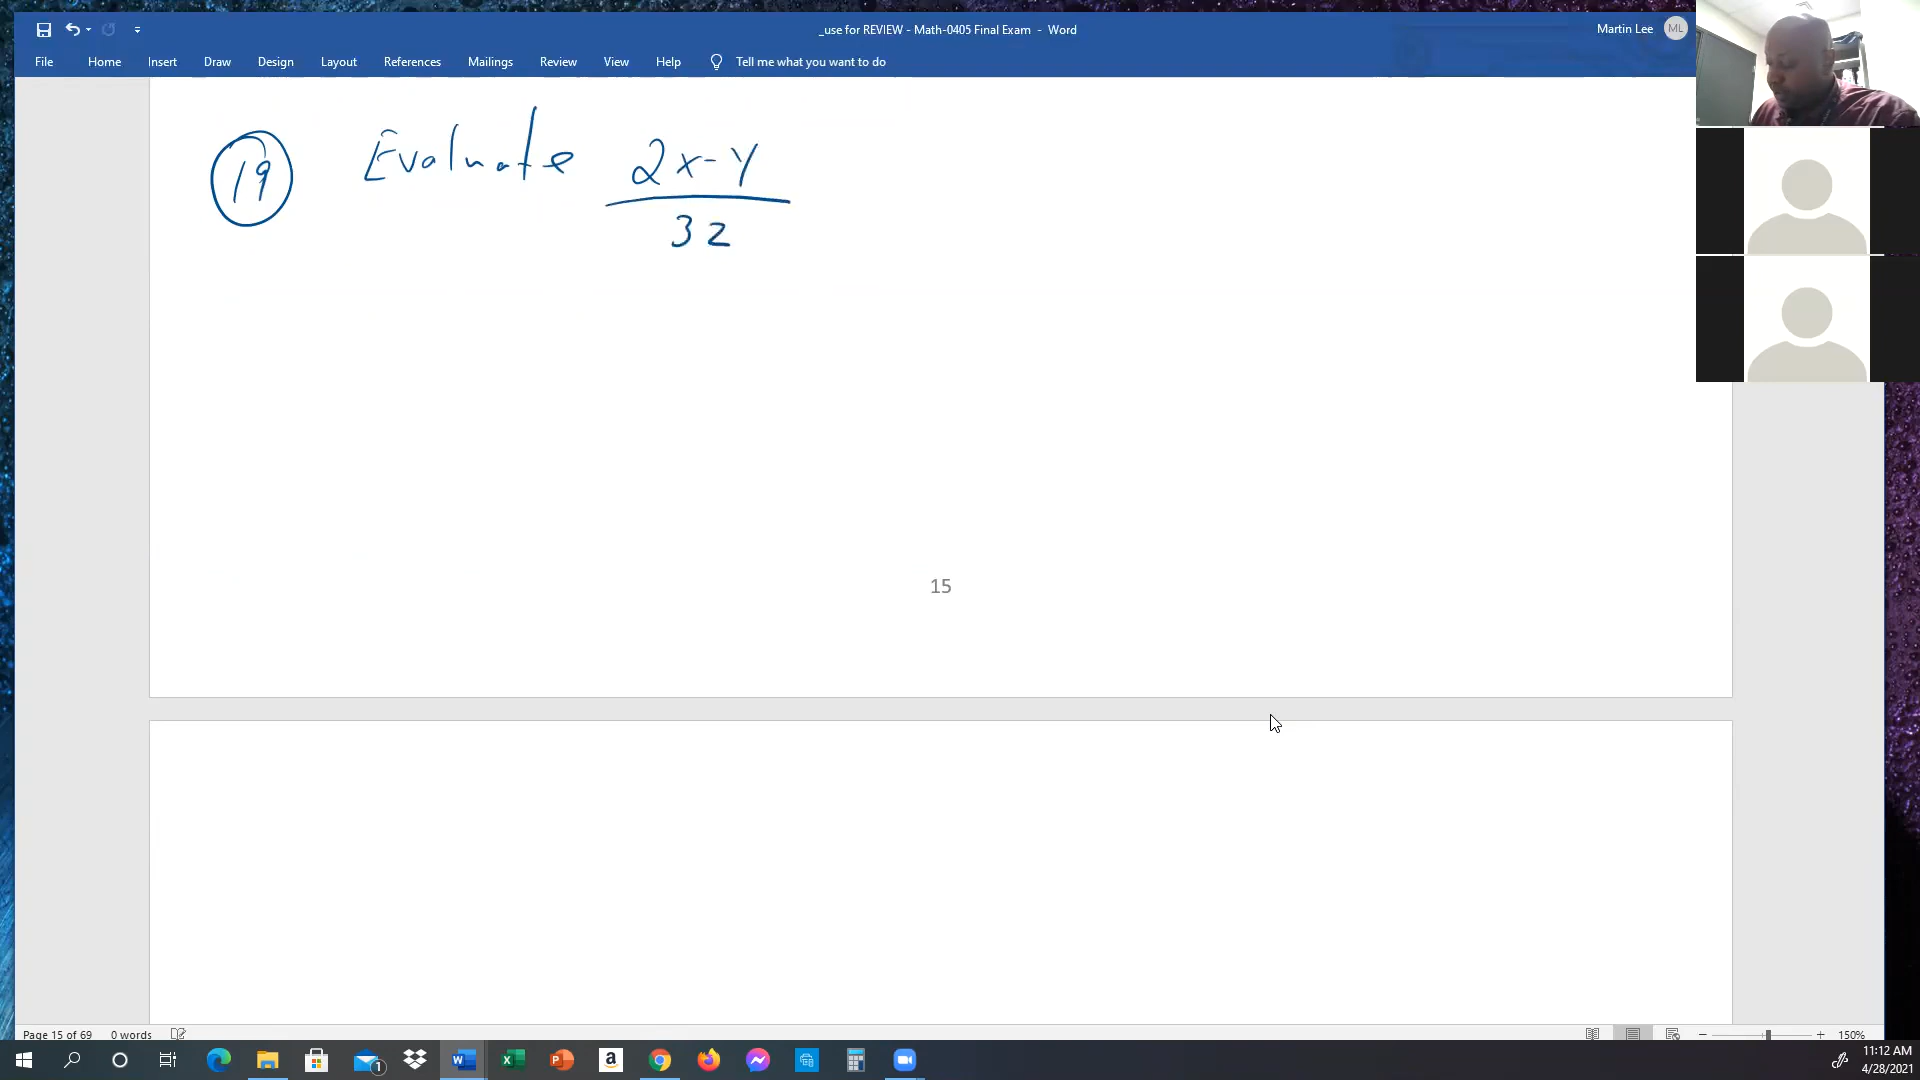 _use for REVIEW - Math-0405 Final Exam - Word
Martin Lee ML
File Home Insert Draw Design Layout References Mailings Review View Help Tell me what you want to do
19 Evaluate 2x-y
3z
15
Page 15 of 69 0 words 150%
1 W X P a
11:12 AM
4/28/2021